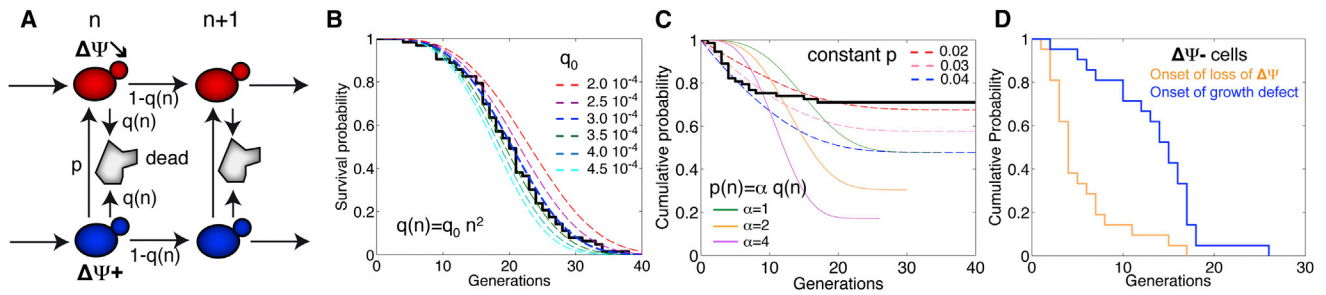 A
n
n+1
ΔΨ
1-q(n)
q(n)
p
dead
q(n)
1-q(n)
ΔΨ+
B
Survival probability
1
0.8
0.6
0.4
0.2
0
0
10
20
30
40
Generations
q0
2.0 10-4
2.5 10-4
3.0 10-4
3.5 10-4
4.0 10-4
4.5 10-4
q(n)=q0 n2
C
Cumulative probability
1
0.8
0.6
0.4
0.2
0
10
20
30
40
Generations
constant p
0.02
0.03
0.04
p(n)=α q(n)
α=1
α=2
α=4
D
Cumulative Probability
1
0.8
0.6
0.4
0.2
0
0
10
20
30
Generations
ΔΨ- cells
Onset of loss of ΔΨ
Onset of growth defect